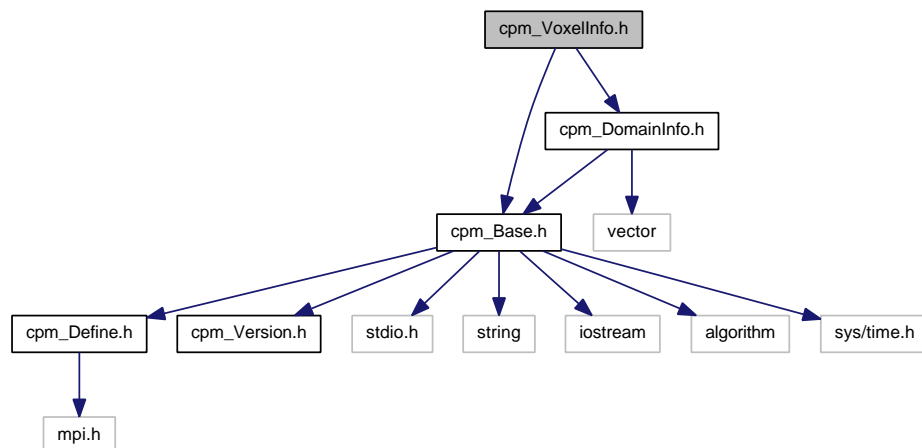 cpm_VoxelInfo.h
cpm_DomainInfo.h
cpm_Base.h
vector
cpm_Define.h
cpm_Version.h
stdio.h
string
iostream
algorithm
sys/time.h
mpi.h